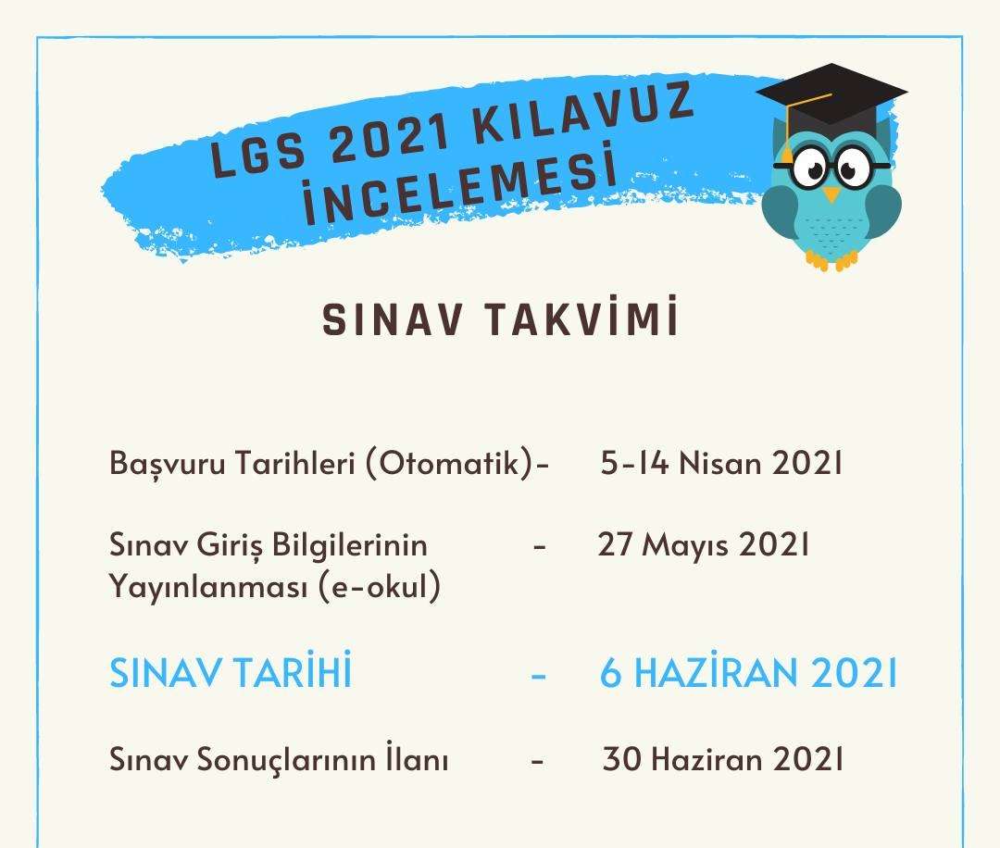 LGS 2021 KILAVUZ
İNCELEMESİ
SINAV TAKVİMİ
Başvuru Tarihleri (Otomatik)- 5-14 Nisan 2021
Sınav Giriş Bilgilerinin - 27 Mayıs 2021
Yayınlanması (e-okul)
SINAV TARİHİ - 6 HAZİRAN 2021
Sınav Sonuçlarının İlanı - 30 Haziran 2021